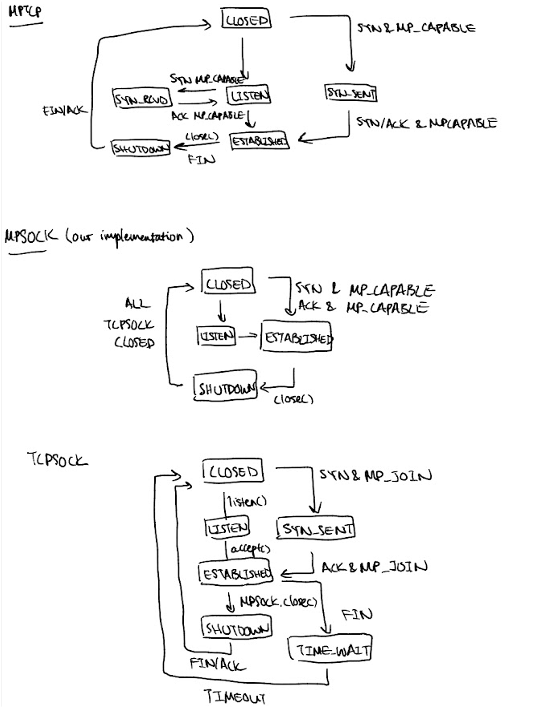 MPTCP
CLOSED
SYN & MP_CAPABLE
SYN MP_CAPABLE
SYN_RCVD
LISTEN
SYN_SENT
ACK MP_CAPABLE
FIN/ACK
SYN/ACK & MPCAPABLE
close()
SHUTDOWN
ESTABLISHED
FIN
MPSOCK (our implementation)
CLOSED
SYN & MP_CAPABLE
ACK & MP_CAPABLE
ALL
TCPSOCK
CLOSED
LISTEN
ESTABLISHED
SHUTDOWN
close()
TCPSOCK
CLOSED
SYN & MP_JOIN
listen()
LISTEN
SYN_SENT
accept()
ACK & MP_JOIN
ESTABLISHED
MPSOCK.close()
FIN
SHUTDOWN
TIME_WAIT
FIN/ACK
TIMEOUT